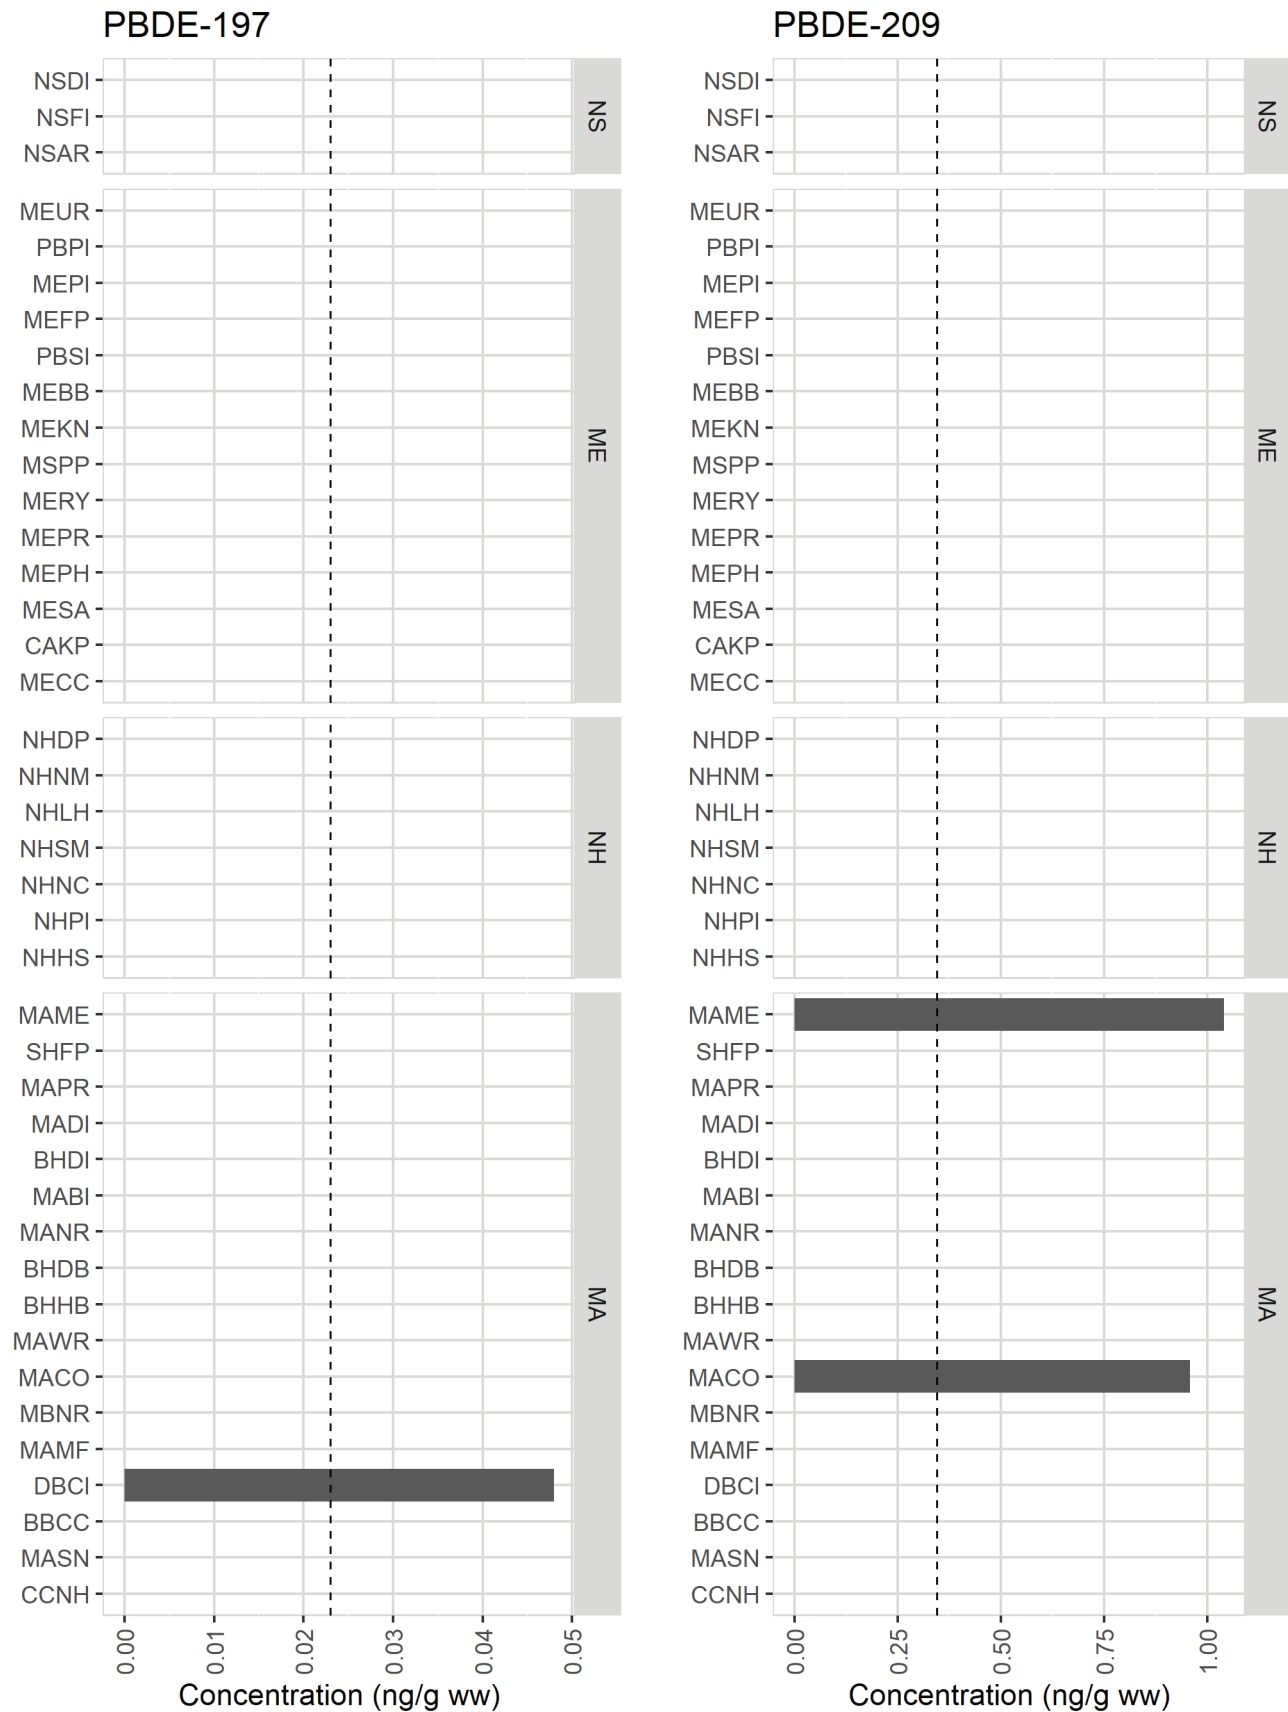 PBDE-197
NSDI
NSFI
NSAR
NS
MEUR
PBPI
MEPI
MEFP
PBSI
MEBB
MEKN
MSPP
MERY
MEPR
MEPH
MESA
CAKP
MECC
ME
NHDP
NHNM
NHLH
NHSM
NHNC
NHPI
NHHS
NH
MAME
SHFP
MAPR
MADI
BHDI
MABI
MANR
BHDB
BHHB
MAWR
MACO
MBNR
MAMF
DBCI
BBCC
MASN
CCNH
MA
0.00
0.01
0.02
0.03
0.04
0.05
Concentration (ng/g ww)
PBDE-209
NSDI
NSFI
NSAR
NS
MEUR
PBPI
MEPI
MEFP
PBSI
MEBB
MEKN
MSPP
MERY
MEPR
MEPH
MESA
CAKP
MECC
ME
NHDP
NHNM
NHLH
NHSM
NHNC
NHPI
NHHS
NH
MAME
SHFP
MAPR
MADI
BHDI
MABI
MANR
BHDB
BHHB
MAWR
MACO
MBNR
MAMF
DBCI
BBCC
MASN
CCNH
MA
0.00
0.25
0.50
0.75
1.00
Concentration (ng/g ww)